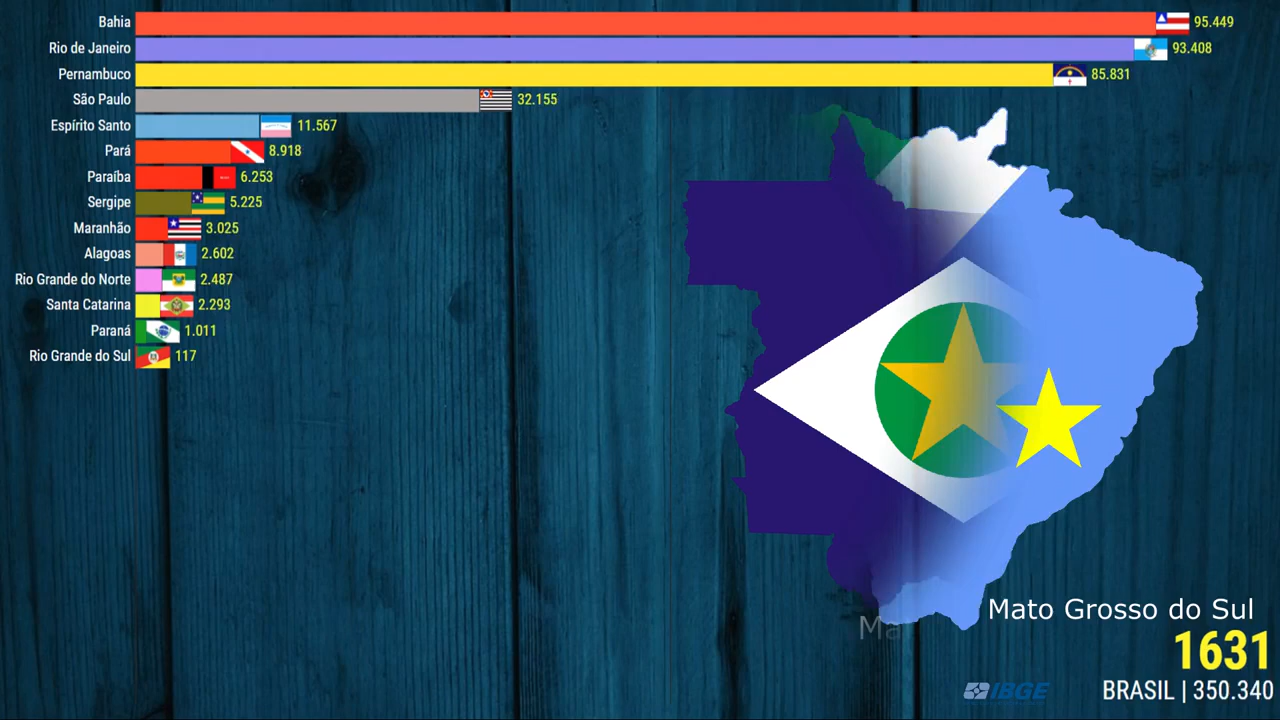 Bahia 95.449
Rio de Janeiro 93.408
Pernambuco 85.831
São Paulo 32.155
Espírito Santo 11.567
Pará 8.918
Paraíba 6.253
Sergipe 5.225
Maranhão 3.025
Alagoas 2.602
Rio Grande do Norte 2.487
Santa Catarina 2.293
Paraná 1.011
Rio Grande do Sul 117
Mato Grosso do Sul
Ma
1631
IBGE
BRASIL | 350.340